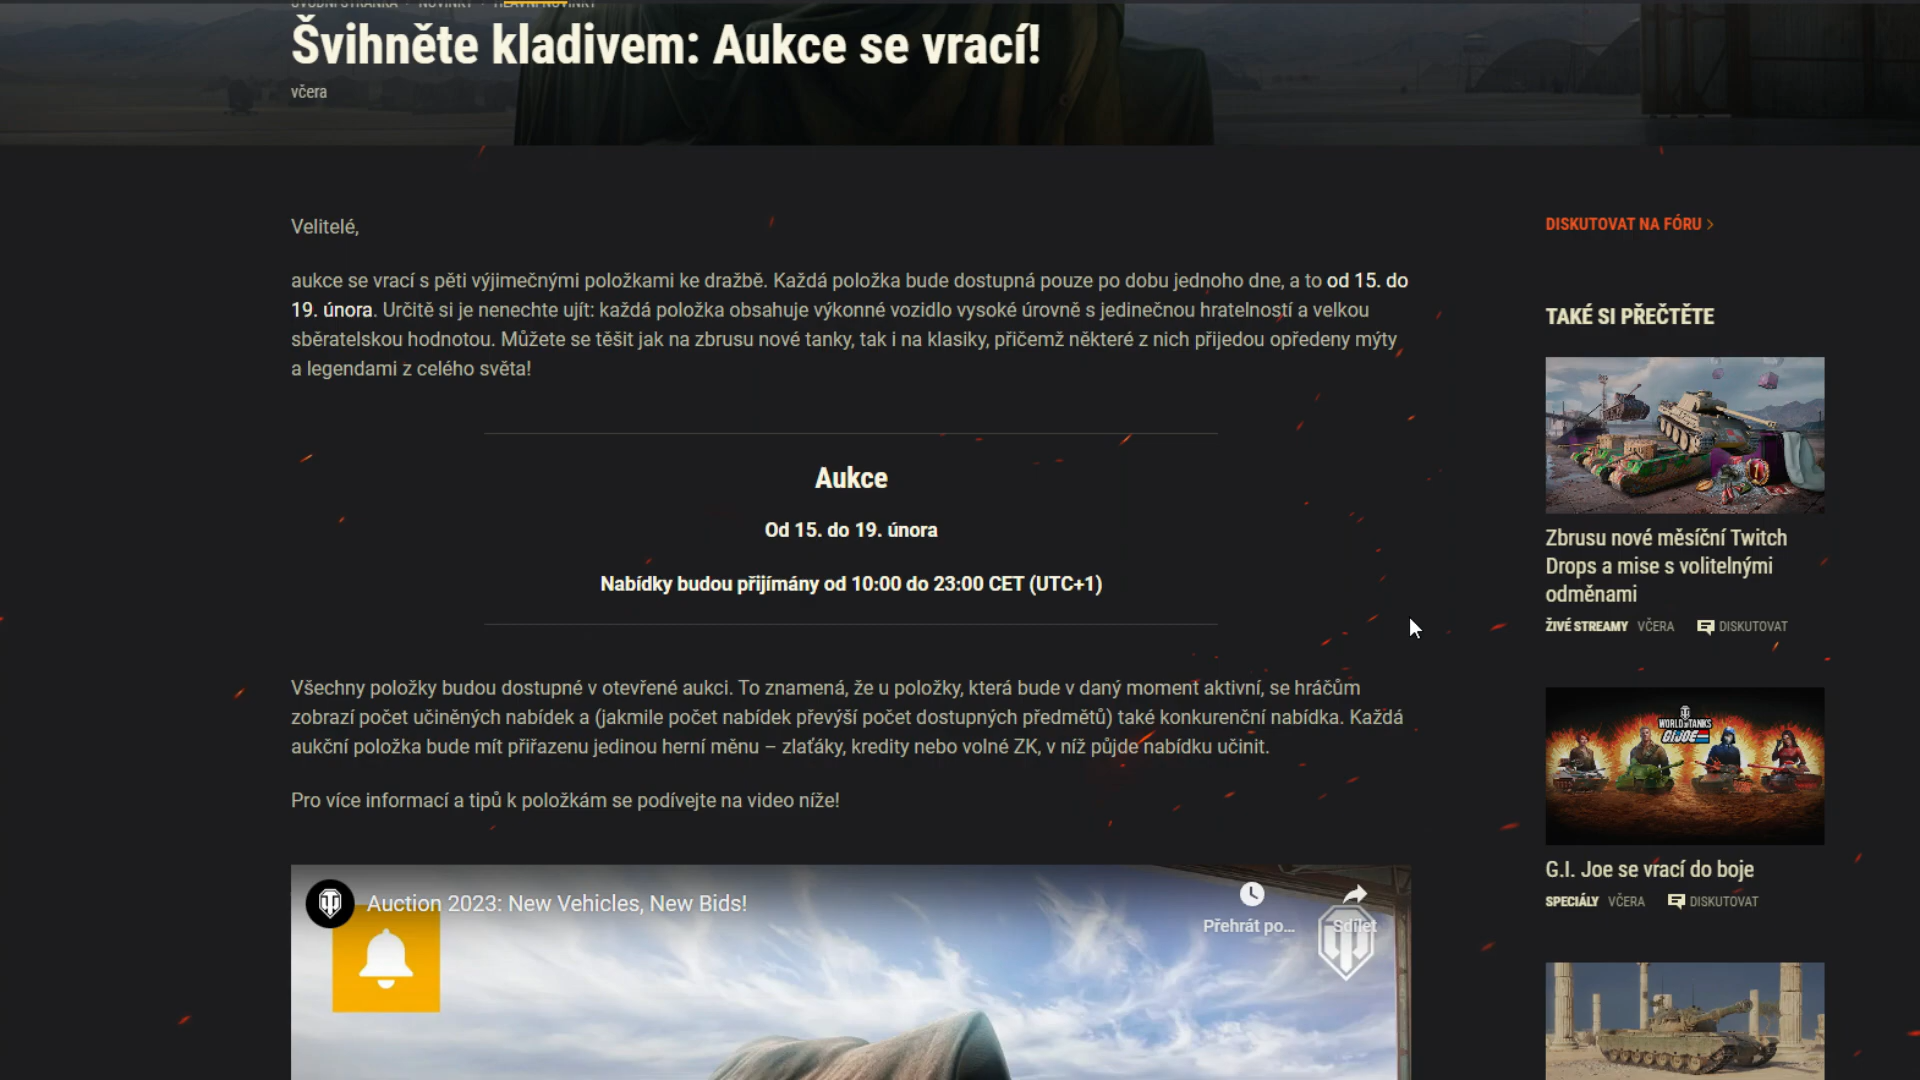 Švihněte kladivem: Aukce se vrací!
včera
Velitelé,
aukce se vrací s pěti výjimečnými položkami ke dražbě. Každá položka bude dostupná pouze po dobu jednoho dne, a to od 15. do
19. února. Určitě si je nenechte ujít: každá položka obsahuje výkonné vozidlo vysoké úrovně s jedinečnou hratelností a velkou
sběratelskou hodnotou. Můžete se těšit jak na zbrusu nové tanky, tak i na klasiky, přičemž některé z nich přijedou opředeny mýty
a legendami z celého světa!
Aukce
Od 15. do 19. února
Nabídky budou přijímány od 10:00 do 23:00 CET (UTC+1)
Všechny položky budou dostupné v otevřené aukci. To znamená, že u položky, která bude v daný moment aktivní, se hráčům
zobrazí počet učiněných nabídek a (jakmile počet nabídek převýší počet dostupných předmětů) také konkurenční nabídka. Každá
aukční položka bude mít přiřazenu jedinou herní měnu – zlaťáky, kredity nebo volné ZK, v níž půjde nabídku učinit.
Pro více informací a tipů k položkám se podívejte na video níže!
Auction 2023: New Vehicles, New Bids!
Přehrát po...
Sdílet
DISKUTOVAT NA FÓRU
TAKÉ SI PŘEČTĚTE
Zbrusu nové měsíční Twitch
Drops a mise s volitelnými
odměnami
ŽIVÉ STREAMY VČERA DISKUTOVAT
WORLD OF TANKS
G.I. JOE
G.I. Joe se vrací do boje
SPECIÁLY VČERA DISKUTOVAT